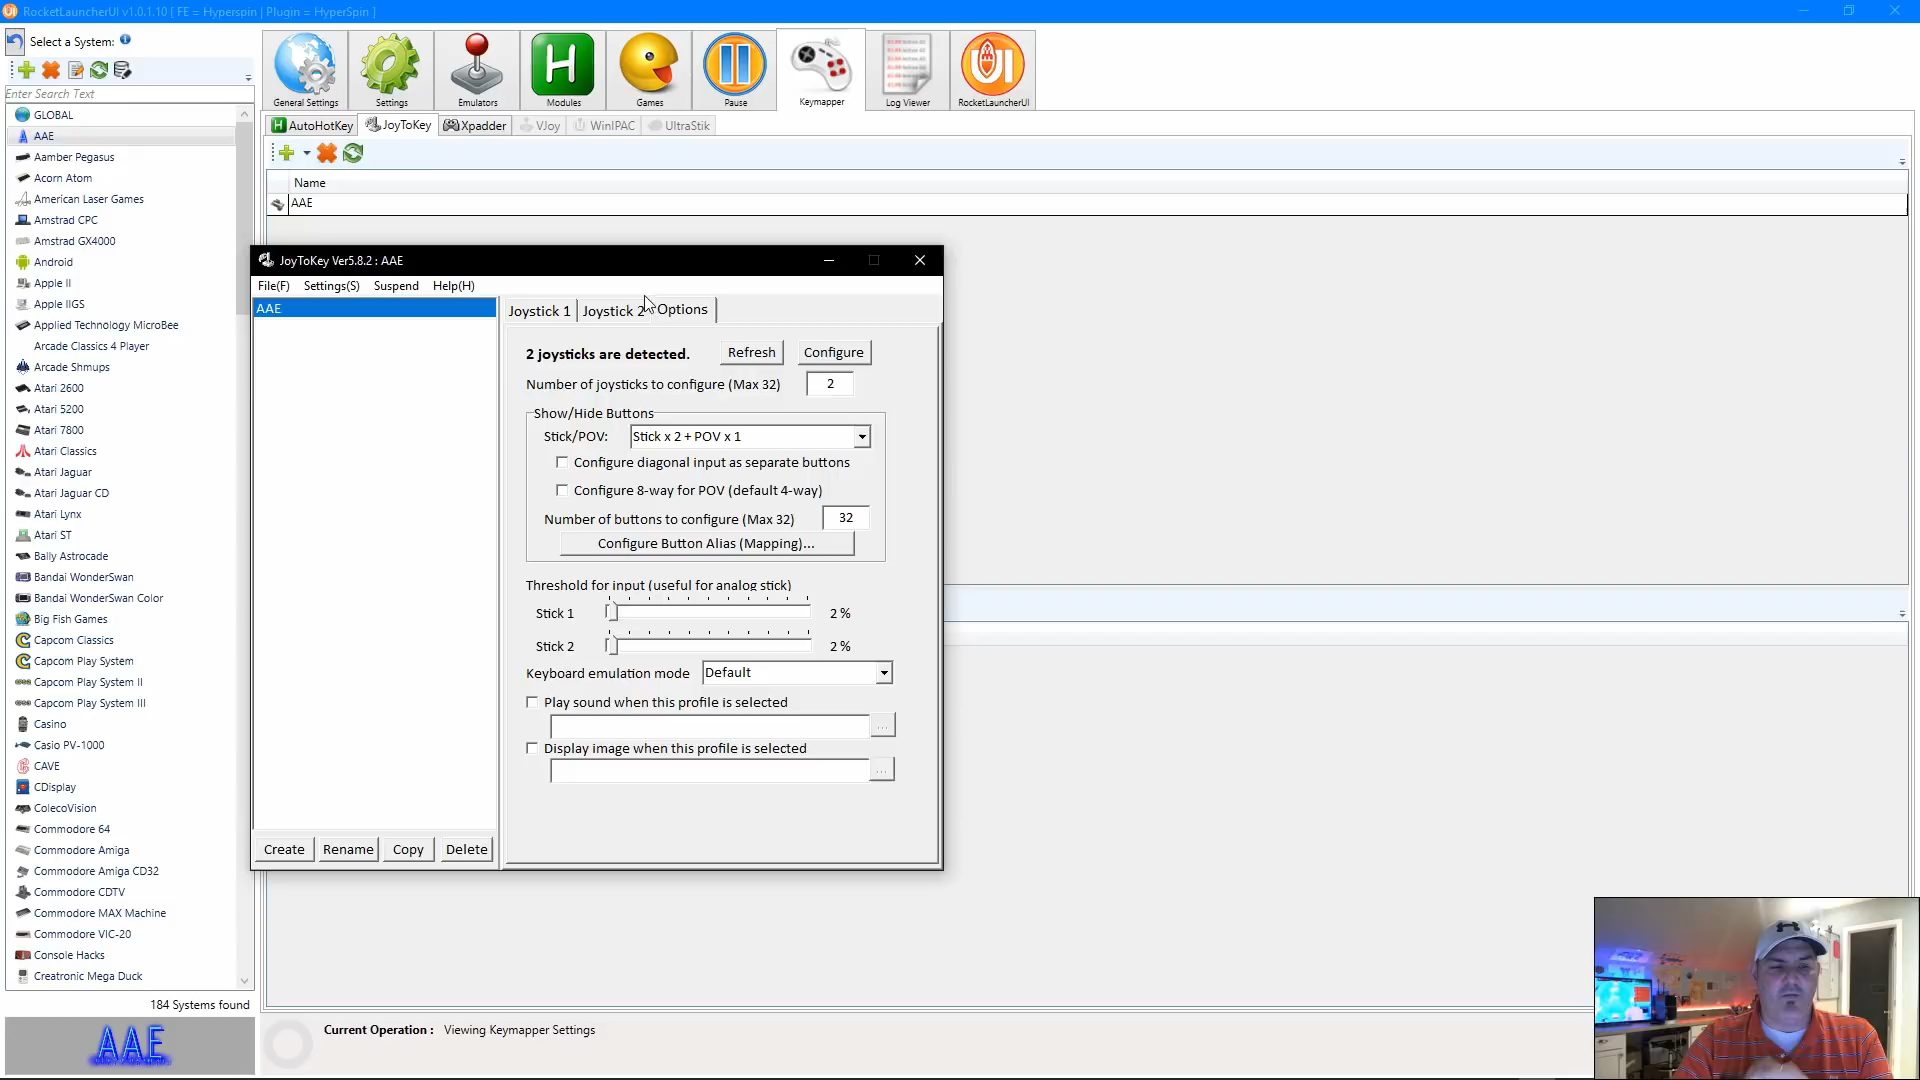 RocketLauncherUI v1.0.1.10 [ FE = Hyperspin | Plugin = HyperSpin ]
Select a System:
Enter Search Text
GLOBAL
AAE
Aamber Pegasus
Acorn Atom
American Laser Games
Amstrad CPC
Amstrad GX4000
Android
Apple II
Apple IIGS
Applied Technology MicroBee
Arcade Classics 4 Player
Arcade Shmups
Atari 2600
Atari 5200
Atari 7800
Atari Classics
Atari Jaguar
Atari Jaguar CD
Atari Lynx
Atari ST
Bally Astrocade
Bandai WonderSwan
Bandai WonderSwan Color
Big Fish Games
Capcom Classics
Capcom Play System
Capcom Play System II
Capcom Play System III
Casino
Casio PV-1000
CAVE
CDisplay
ColecoVision
Commodore 64
Commodore Amiga
Commodore Amiga CD32
Commodore CDTV
Commodore MAX Machine
Commodore VIC-20
Console Hacks
Creatronic Mega Duck
184 Systems found
AAE
General Settings
Settings
Emulators
H
Modules
Games
Pause
Keymapper
Log Viewer
UI
RocketLauncherUI
AutoHotKey
JoyToKey
Xpadder
VJoy
WinIPAC
UltraStik
Name
AAE
JoyToKey Ver5.8.2 : AAE
File(F) Settings(S) Suspend Help(H)
AAE
Joystick 1
Joystick 2
Options
2 joysticks are detected.
Refresh
Configure
Number of joysticks to configure (Max 32)
2
Show/Hide Buttons
Stick/POV:
Stick x 2 + POV x 1
Configure diagonal input as separate buttons
Configure 8-way for POV (default 4-way)
Number of buttons to configure (Max 32)
32
Configure Button Alias (Mapping)...
Threshold for input (useful for analog stick)
Stick 1
2 %
Stick 2
2 %
Keyboard emulation mode
Default
Play sound when this profile is selected
...
Display image when this profile is selected
...
Create
Rename
Copy
Delete
Current Operation : Viewing Keymapper Settings